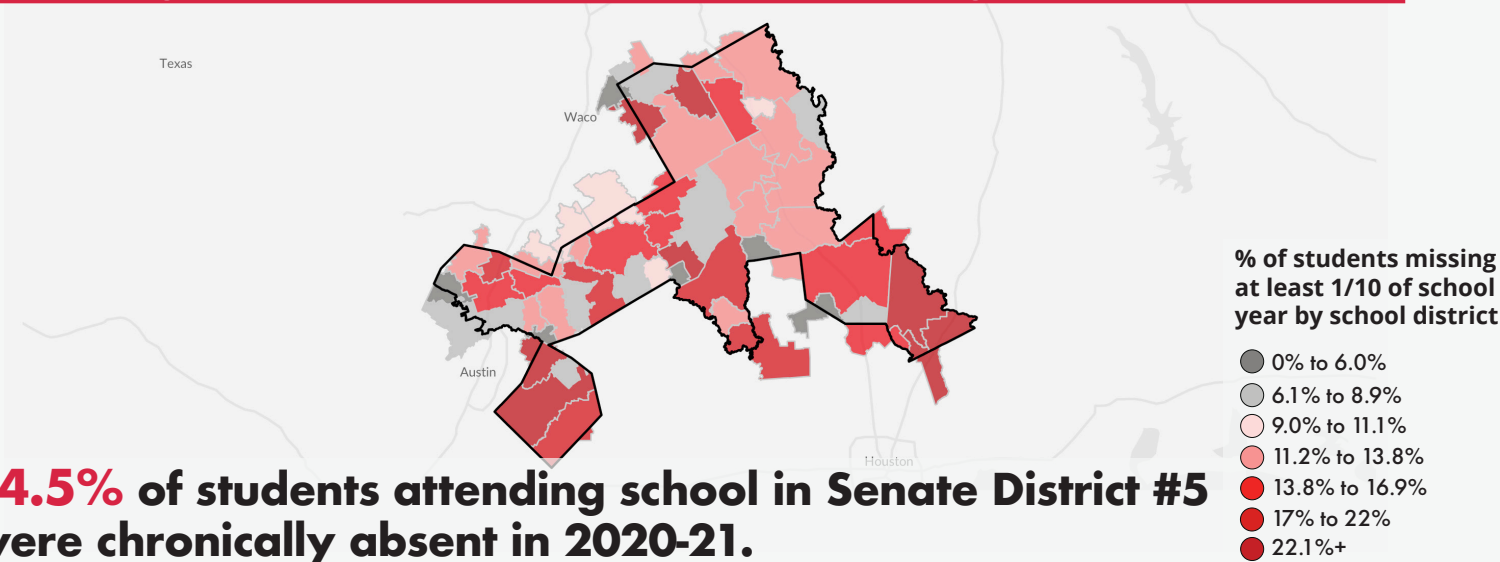 Texas
Waco
Austin
Houston
% of students missing
at least 1/10 of school
year by school district
0% to 6.0%
6.1% to 8.9%
9.0% to 11.1%
11.2% to 13.8%
13.8% to 16.9%
17% to 22%
22.1%+
4.5% of students attending school in Senate District #5
were chronically absent in 2020-21.